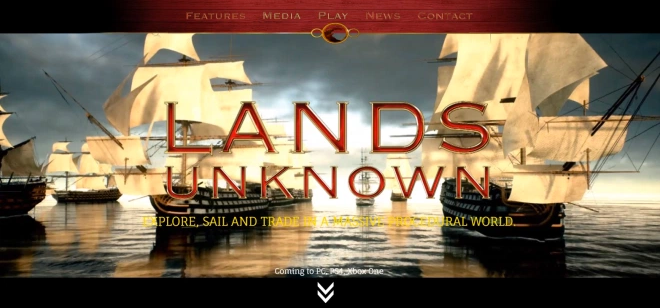 Features Media Play News Contact
LANDS
UNKNOWN
EXPLORE, SAIL AND TRADE IN A MASSIVE PROCEDURAL WORLD.
Coming to PC, PS4, Xbox One